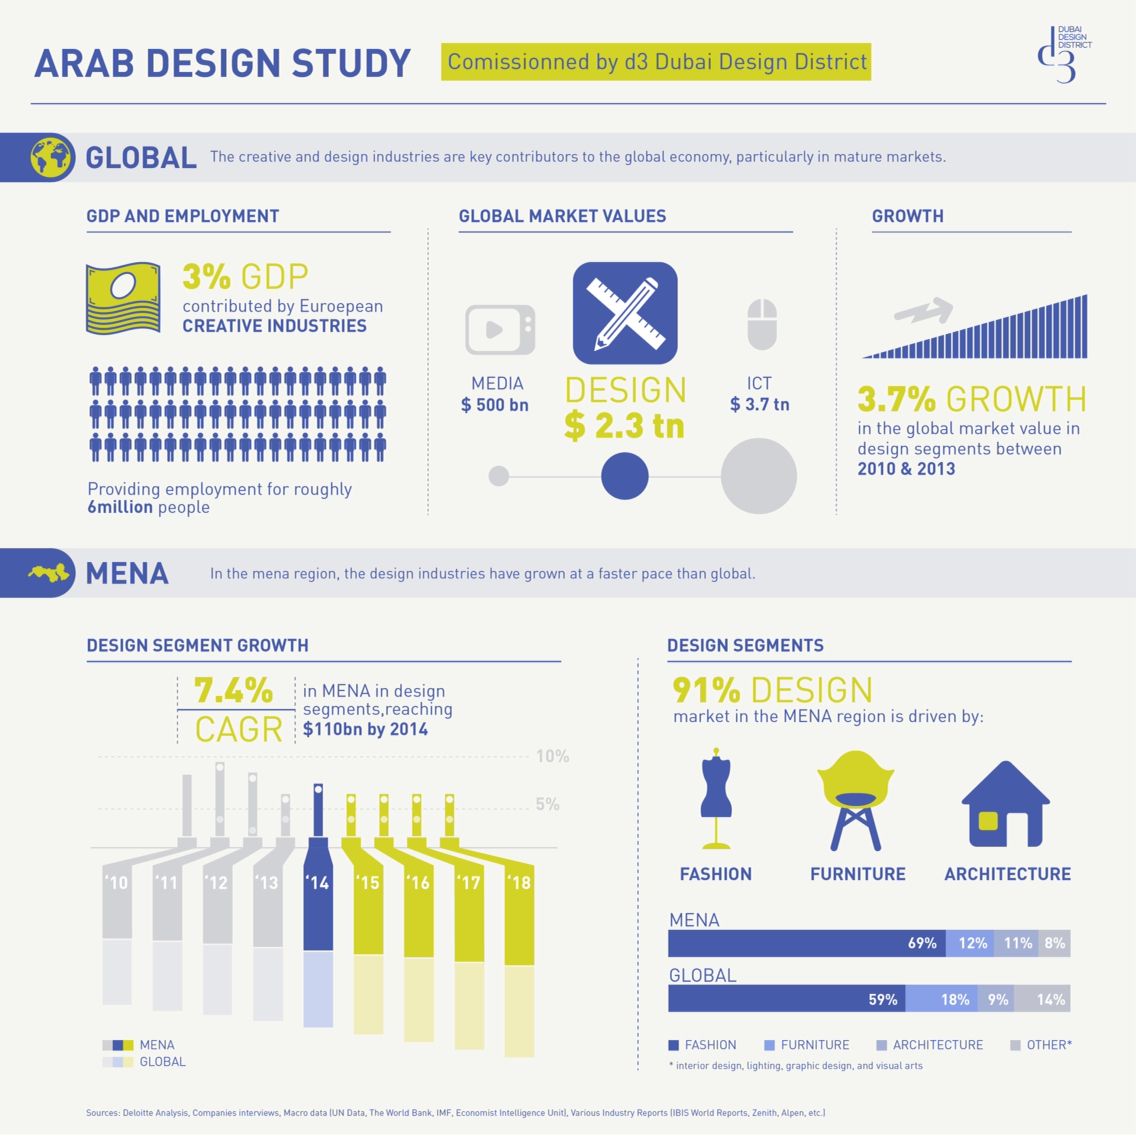 ARAB DESIGN STUDY
Comissionned by d3 Dubai Design District
DUBAI
DESIGN
DISTRICT
d3
GLOBAL
The creative and design industries are key contributors to the global economy, particularly in mature markets.
GDP AND EMPLOYMENT
3% GDP
contributed by Euroepean
CREATIVE INDUSTRIES
Providing employment for roughly
6million people
GLOBAL MARKET VALUES
MEDIA
$ 500 bn
DESIGN
$ 2.3 tn
ICT
$ 3.7 tn
GROWTH
3.7% GROWTH
in the global market value in
design segments between
2010 & 2013
MENA
In the mena region, the design industries have grown at a faster pace than global.
DESIGN SEGMENT GROWTH
7.4%
CAGR
in MENA in design
segments,reaching
$110bn by 2014
10%
5%
‘10 ‘11 ‘12 ‘13 ‘14 ‘15 ‘16 ‘17 ‘18
MENA
GLOBAL
DESIGN SEGMENTS
91% DESIGN
market in the MENA region is driven by:
FASHION FURNITURE ARCHITECTURE
MENA
69% 12% 11% 8%
GLOBAL
59% 18% 9% 14%
FASHION FURNITURE ARCHITECTURE OTHER*
* interior design, lighting, graphic design, and visual arts
Sources: Deloitte Analysis, Companies interviews, Macro data (UN Data, The World Bank, IMF, Economist Intelligence Unit), Various Industry Reports (IBIS World Reports, Zenith, Alpen, etc.)